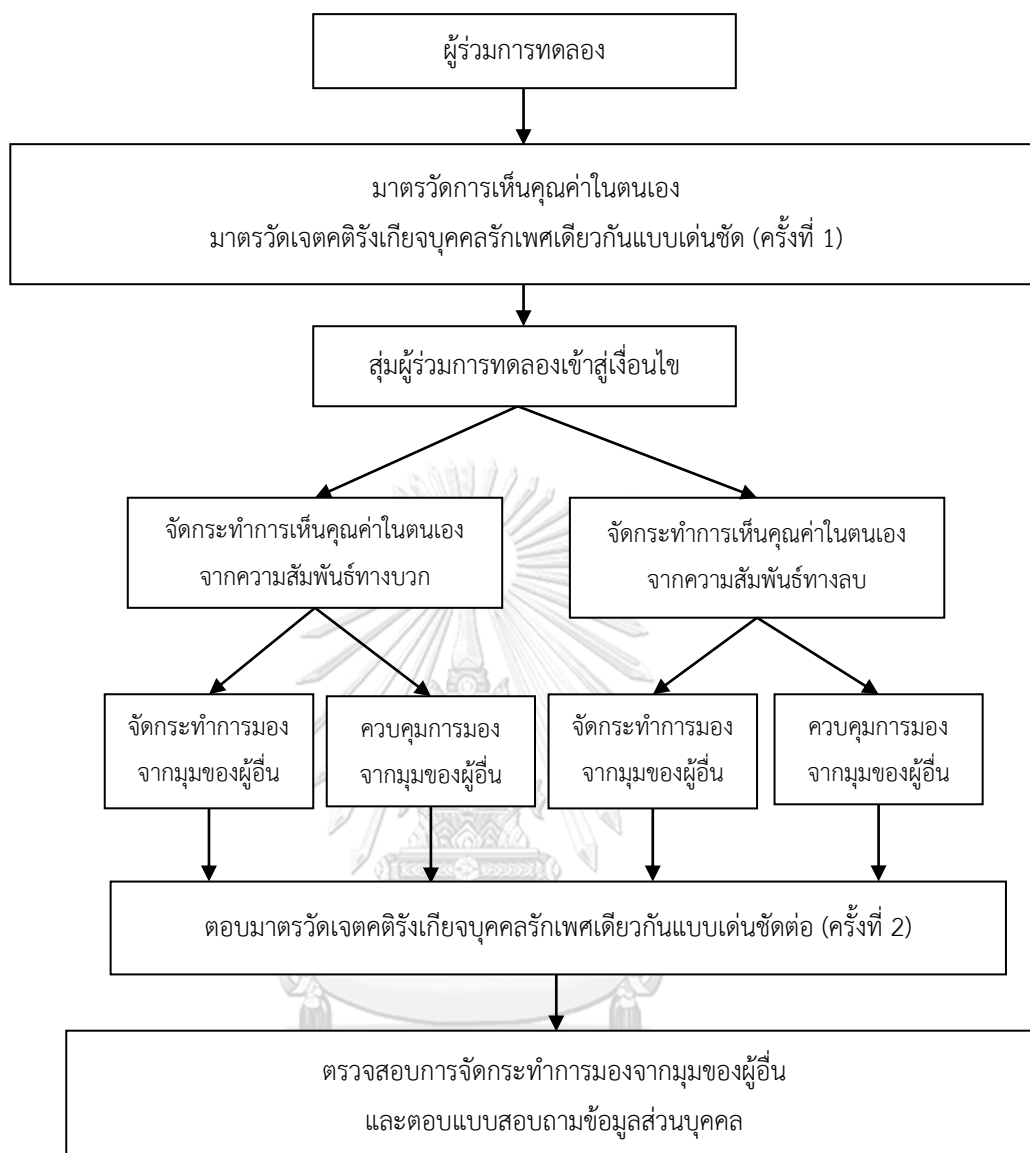 ผู้ร่วมการทดลอง
มาตรวัดการเห็นคุณค่าในตนเอง
มาตรวัดเจตคติรังเกียจบุคคลรักเพศเดียวกันแบบเด่นชัด (ครั้งที่ 1)
สุ่มผู้ร่วมการทดลองเข้าสู่เงื่อนไข
จัดกระทำการเห็นคุณค่าในตนเอง
จากความสัมพันธ์ทางบวก
จัดกระทำการเห็นคุณค่าในตนเอง
จากความสัมพันธ์ทางลบ
จัดกระทำการมอง
จากมุมของผู้อื่น
ควบคุมการมอง
จากมุมของผู้อื่น
จัดกระทำการมอง
จากมุมของผู้อื่น
ควบคุมการมอง
จากมุมของผู้อื่น
ตอบมาตรวัดเจตคติรังเกียจบุคคลรักเพศเดียวกันแบบเด่นชัดต่อ (ครั้งที่ 2)
ตรวจสอบการจัดกระทำการมองจากมุมของผู้อื่น
และตอบแบบสอบถามข้อมูลส่วนบุคคล